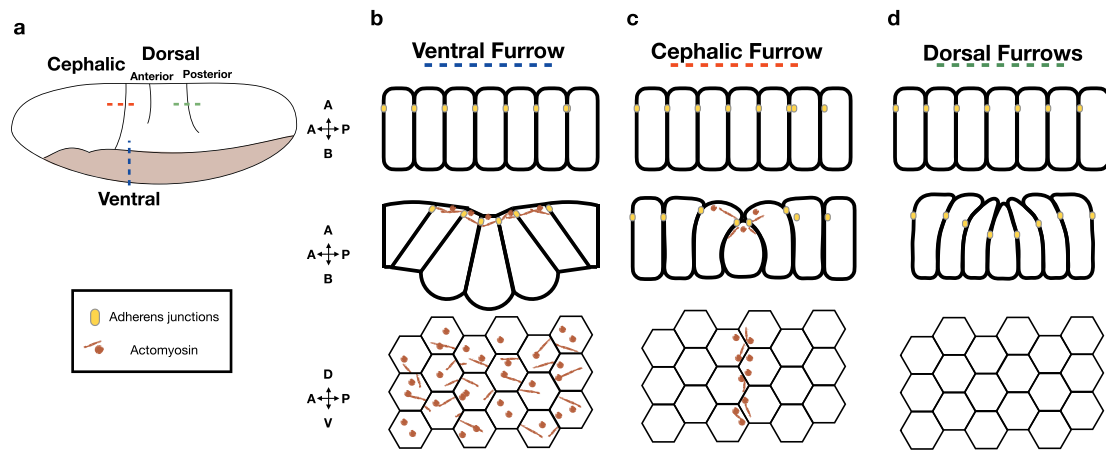 a
Cephalic
Dorsal
Anterior
Posterior
Ventral
Adherens junctions
Actomyosin
A
A P
B
A
A P
B
D
A P
V
b
Ventral Furrow
c
Cephalic Furrow
d
Dorsal Furrows